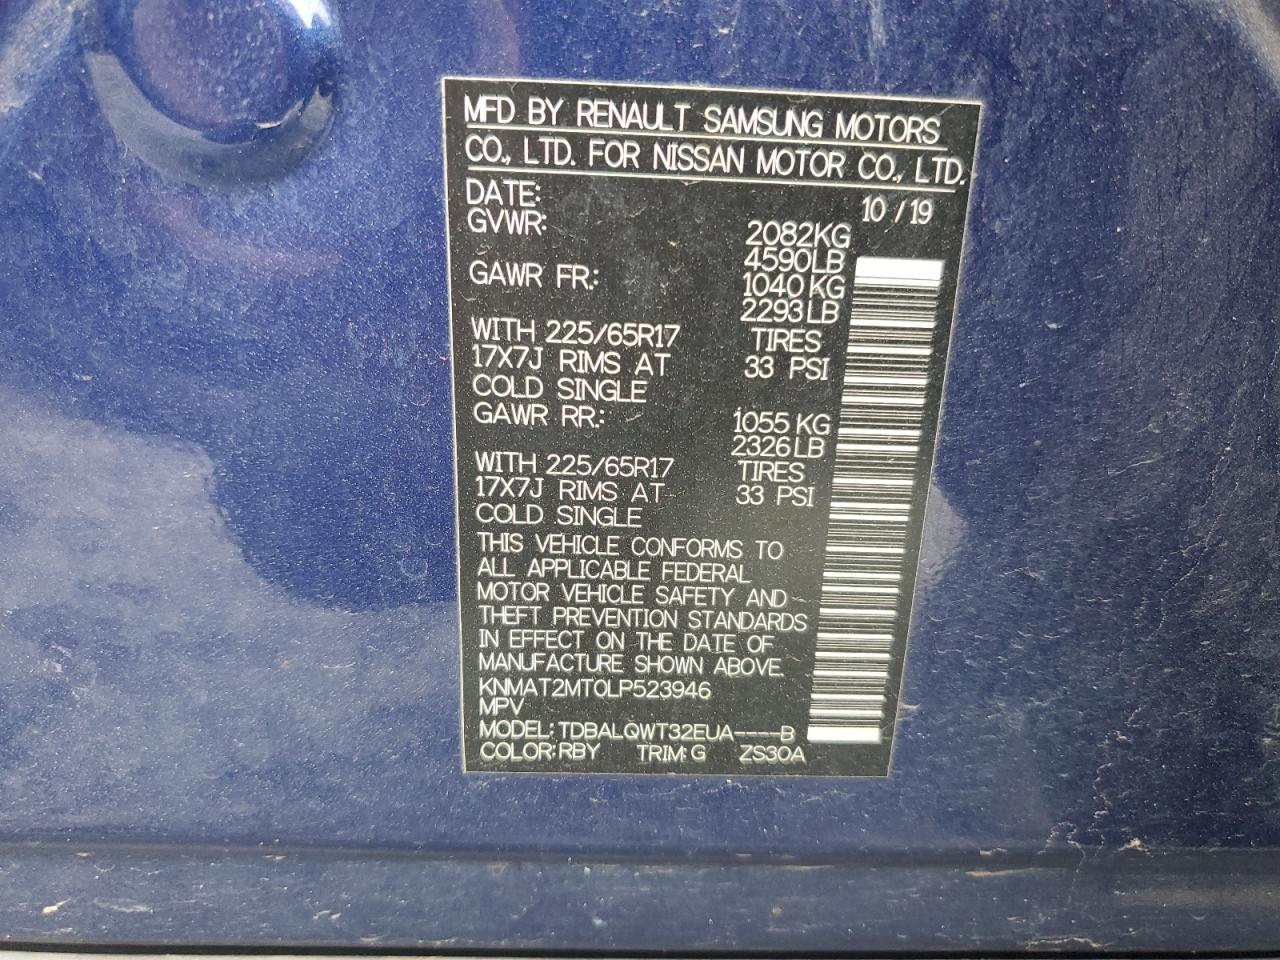 MFD BY RENAULT SAMSUNG MOTORS
CO., LTD. FOR NISSAN MOTOR CO., LTD.
DATE: 10 / 19
GVWR: 2082KG
4590LB
GAWR FR: 1040 KG
2293LB
WITH 225/65R17 TIRES
17X7J RIMS AT 33 PSI
COLD SINGLE
GAWR RR: 1055 KG
2326LB
WITH 225/65R17 TIRES
17X7J RIMS AT 33 PSI
COLD SINGLE
THIS VEHICLE CONFORMS TO
ALL APPLICABLE FEDERAL
MOTOR VEHICLE SAFETY AND
THEFT PREVENTION STANDARDS
IN EFFECT ON THE DATE OF
MANUFACTURE SHOWN ABOVE.
KNMAT2MT0LP523946
MPV
MODEL: TDBALQWT32EUA----B
COLOR: RBY TRIM: G ZS30A